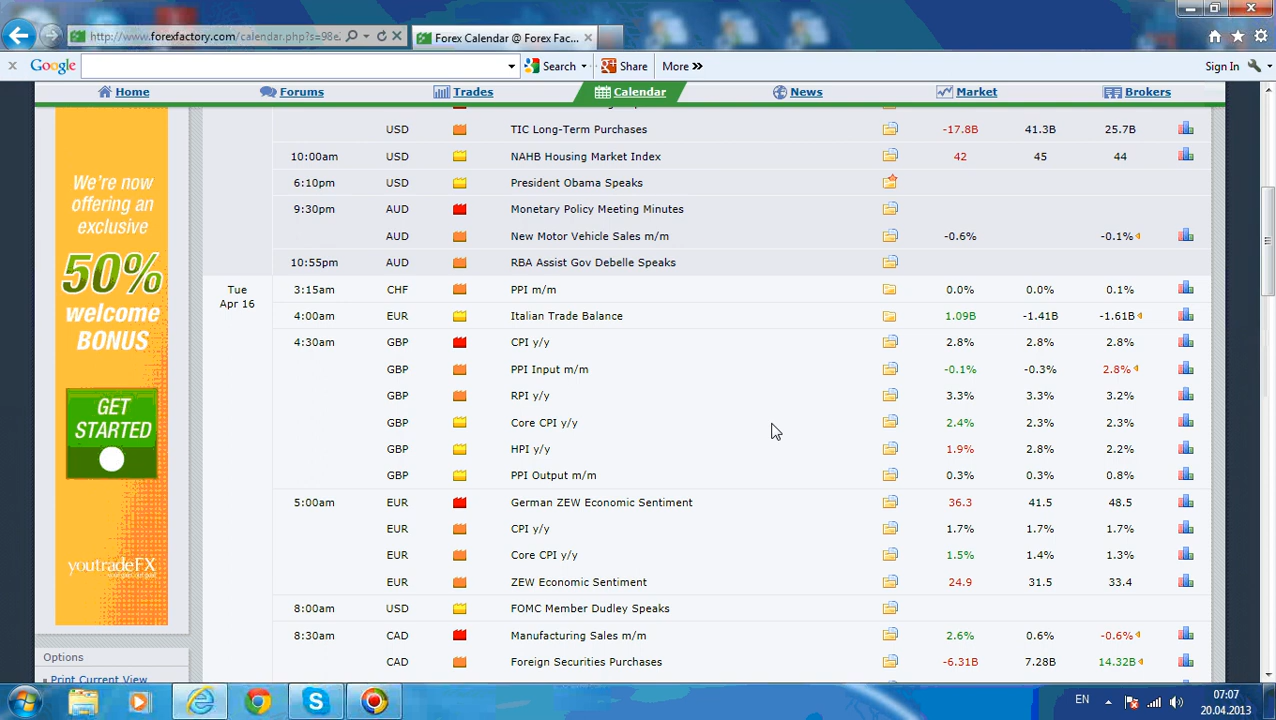 http://www.forexfactory.com/calendar.php?s=98e
Forex Calendar @ Forex Fac...
Google
Search
Share
More »
Sign In
Home
Forums
Trades
Calendar
News
Market
Brokers
USD TIC Long-Term Purchases -17.8B 41.3B 25.7B
10:00am USD NAHB Housing Market Index 42 45 44
6:10pm USD President Obama Speaks
9:30pm AUD Monetary Policy Meeting Minutes
AUD New Motor Vehicle Sales m/m -0.6% -0.1%
10:55pm AUD RBA Assist Gov Debelle Speaks
Tue
Apr 16
3:15am CHF PPI m/m 0.0% 0.0% 0.1%
4:00am EUR Italian Trade Balance 1.09B -1.41B -1.61B
4:30am GBP CPI y/y 2.8% 2.8% 2.8%
GBP PPI Input m/m -0.1% -0.3% 2.8%
GBP RPI y/y 3.3% 3.3% 3.2%
GBP Core CPI y/y 2.4% 2.3% 2.3%
GBP HPI y/y 1.9% 2.8% 2.2%
GBP PPI Output m/m 0.3% 0.3% 0.8%
5:00am EUR German ZEW Economic Sentiment 36.3 41.5 48.5
EUR CPI y/y 1.7% 1.7% 1.7%
EUR Core CPI y/y 1.5% 1.4% 1.3%
EUR ZEW Economic Sentiment 24.9 31.5 33.4
8:00am USD FOMC Member Dudley Speaks
8:30am CAD Manufacturing Sales m/m 2.6% 0.6% -0.6%
CAD Foreign Securities Purchases -6.31B 7.28B 14.32B
We're now
offering an
exclusive
50%
welcome
BONUS
GET
STARTED
youtradeFX
Options
Print Current View
EN
07:07
20.04.2013